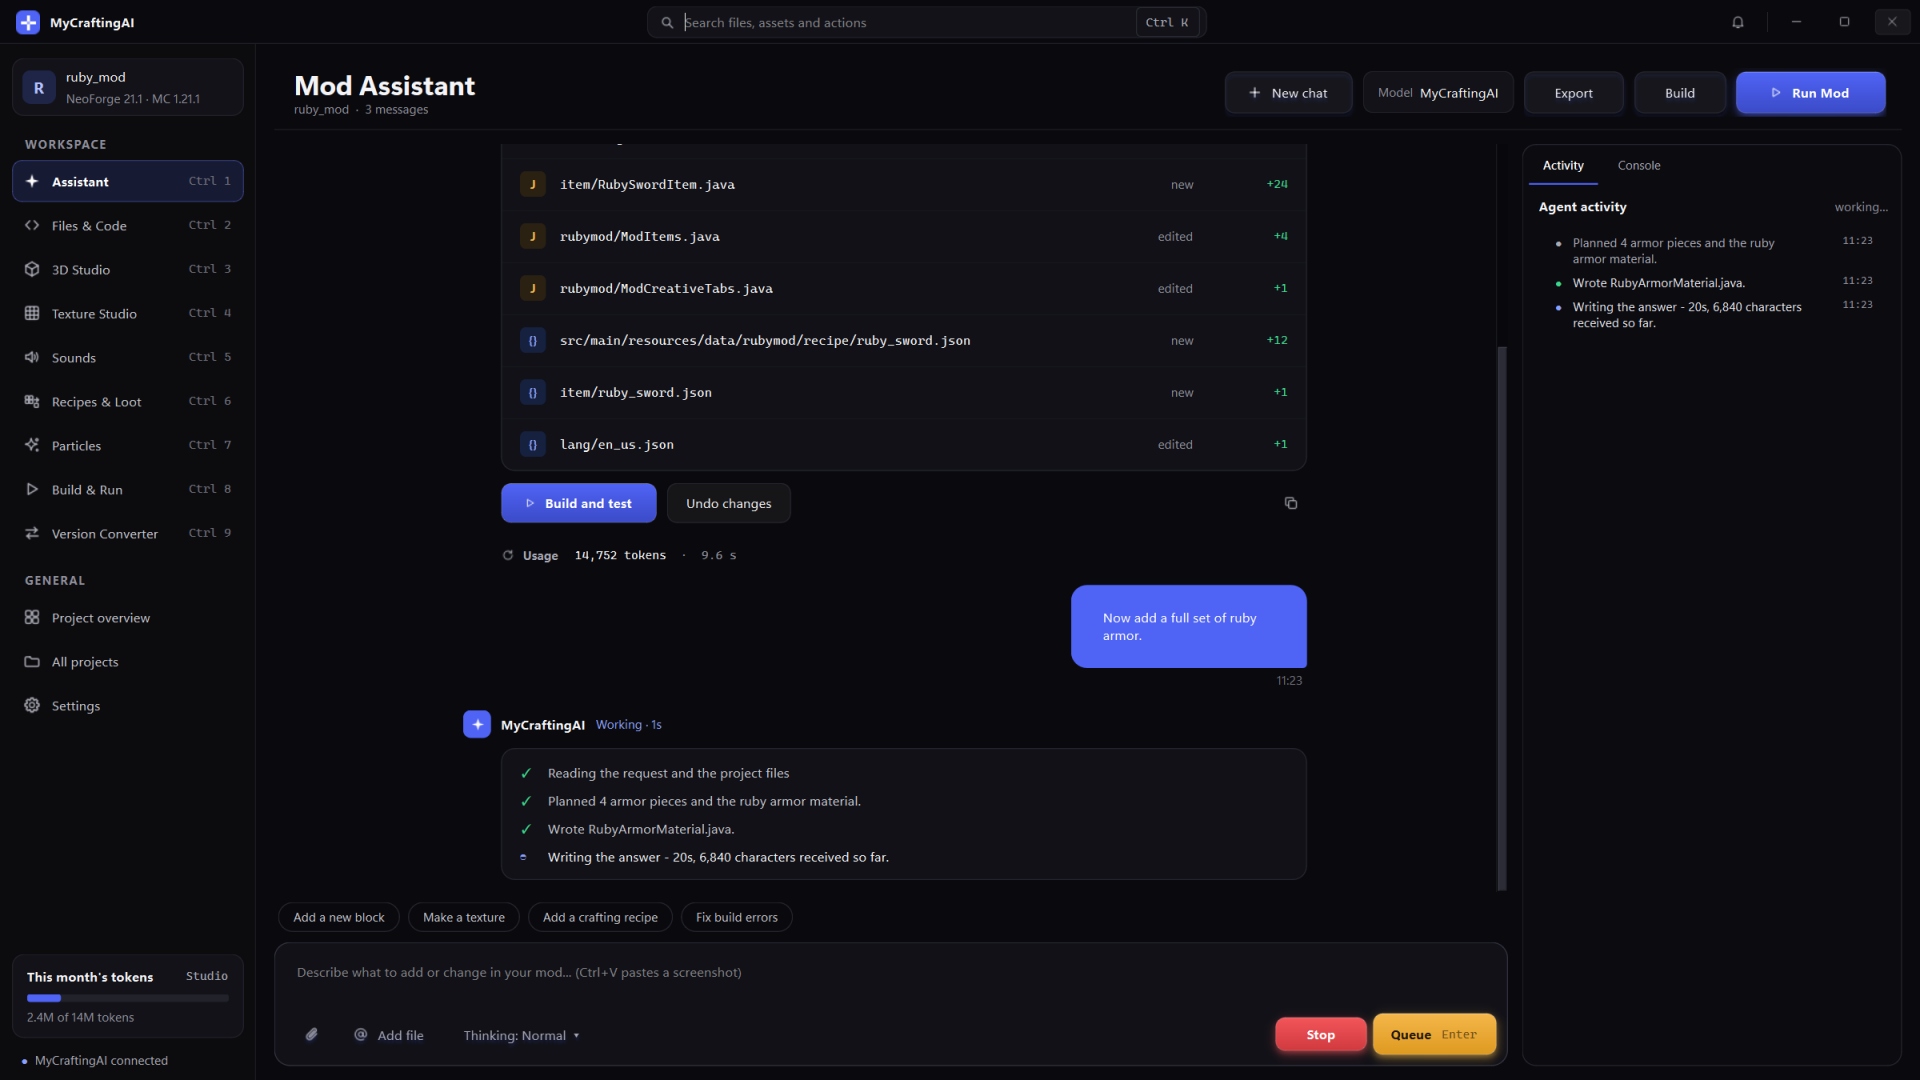 MyCraftingAI
Search files, assets and actions
Ctrl K
R
ruby_mod
NeoForge 21.1 · MC 1.21.1
WORKSPACE
Assistant Ctrl 1
Files & Code Ctrl 2
3D Studio Ctrl 3
Texture Studio Ctrl 4
Sounds Ctrl 5
Recipes & Loot Ctrl 6
Particles Ctrl 7
Build & Run Ctrl 8
Version Converter Ctrl 9
GENERAL
Project overview
All projects
Settings
This month's tokens Studio
2.4M of 14M tokens
MyCraftingAI connected
Mod Assistant
ruby_mod · 3 messages
New chat
Model MyCraftingAI
Export
Build
Run Mod
J item/RubySwordItem.java new +24
J rubymod/ModItems.java edited +4
J rubymod/ModCreativeTabs.java edited +1
{} src/main/resources/data/rubymod/recipe/ruby_sword.json new +12
{} item/ruby_sword.json new +1
{} lang/en_us.json edited +1
Build and test
Undo changes
Usage 14,752 tokens · 9.6 s
Now add a full set of ruby
armor.
11:23
MyCraftingAI Working · 1s
✓ Reading the request and the project files
✓ Planned 4 armor pieces and the ruby armor material.
✓ Wrote RubyArmorMaterial.java.
Writing the answer - 20s, 6,840 characters received so far.
Add a new block
Make a texture
Add a crafting recipe
Fix build errors
Describe what to add or change in your mod... (Ctrl+V pastes a screenshot)
@ Add file
Thinking: Normal
Stop
Queue Enter
Activity
Console
Agent activity working...
Planned 4 armor pieces and the ruby 11:23
armor material.
Wrote RubyArmorMaterial.java. 11:23
Writing the answer - 20s, 6,840 characters 11:23
received so far.